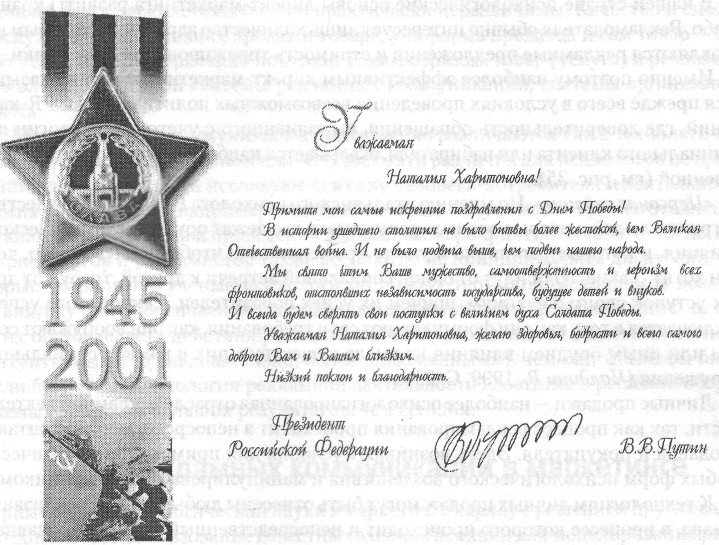 СЛАВА
1945
2001
Уважаемая
Наталия Харитоновна!
Примите мои самые искренние поздравления с Днем Победы!
В истории ушедшего столетия не было битвы более жестокой, чем Великая
Отечественная война. И не было подвига выше, чем подвиг нашего народа.
Мы свято чтим Ваше мужество, самоотверженность и героизм всех
фронтовиков, отстоявших независимость государства, будущее детей и внуков.
И всегда будем сверять свои поступки с величием духа Солдата Победы.
Уважаемая Наталия Харитоновна, желаю здоровья, бодрости и всего самого
доброго Вам и Вашим близким.
Низкий поклон и благодарность.
Президент
Российской Федерации
В.В.Путин